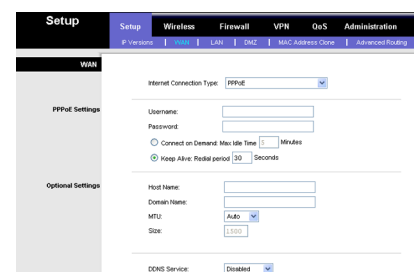 Setup
Setup Wireless Firewall VPN QoS Administration
IP Versions | WAN | LAN | DMZ | MAC Address Clone | Advanced Routing
WAN
Internet Connection Type: PPPoE
PPPoE Settings
Username:
Password:
Connect on Demand: Max Idle Time 5 Minutes
Keep Alive: Redial period 30 Seconds
Optional Settings
Host Name:
Domain Name:
MTU: Auto
Size: 1500
DDNS Service: Disabled